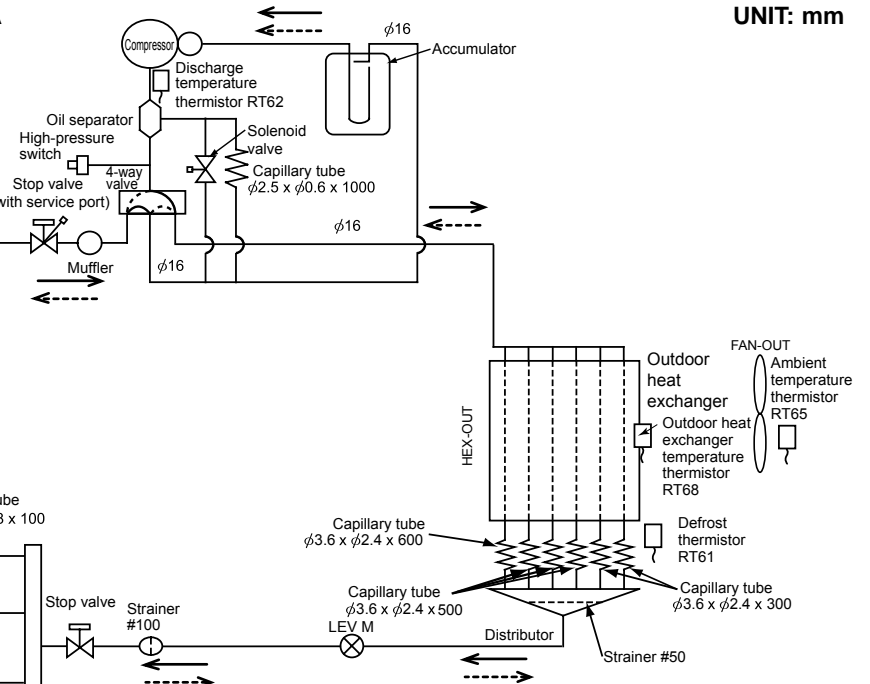 UNIT: mm
ϕ16
Compressor
Accumulator
Discharge
temperature
thermistor RT62
Oil separator
High-pressure
switch
Solenoid
valve
Capillary tube
ϕ2.5 x ϕ0.6 x 1000
4-way
valve
Stop valve
with service port)
ϕ16
Muffler
ϕ16
FAN-OUT
Outdoor
heat
exchanger
Ambient
temperature
thermistor
RT65
HEX-OUT
Outdoor heat
exchanger
temperature
thermistor
RT68
x 100
Capillary tube
ϕ3.6 x ϕ2.4 x 600
Defrost
thermistor
RT61
Capillary tube
ϕ3.6 x ϕ2.4 x 500
Capillary tube
ϕ3.6 x ϕ2.4 x 300
Stop valve
Strainer
#100
LEV M
Distributor
Strainer #50